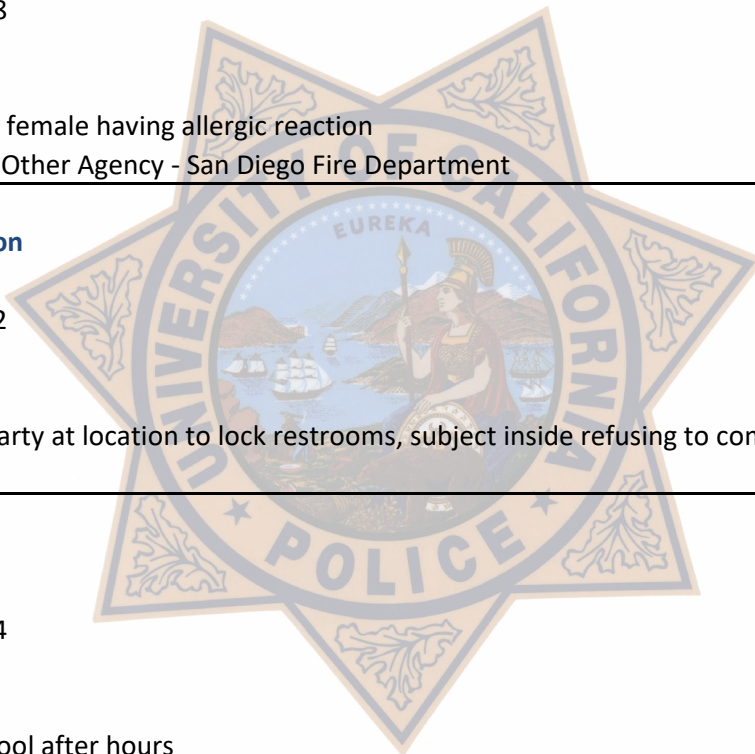 8
female having allergic reaction
Other Agency - San Diego Fire Department
UNIVERSITY OF CALIFORNIA
EUREKA
on
2
arty at location to lock restrooms, subject inside refusing to con
POLICE
4
ool after hours